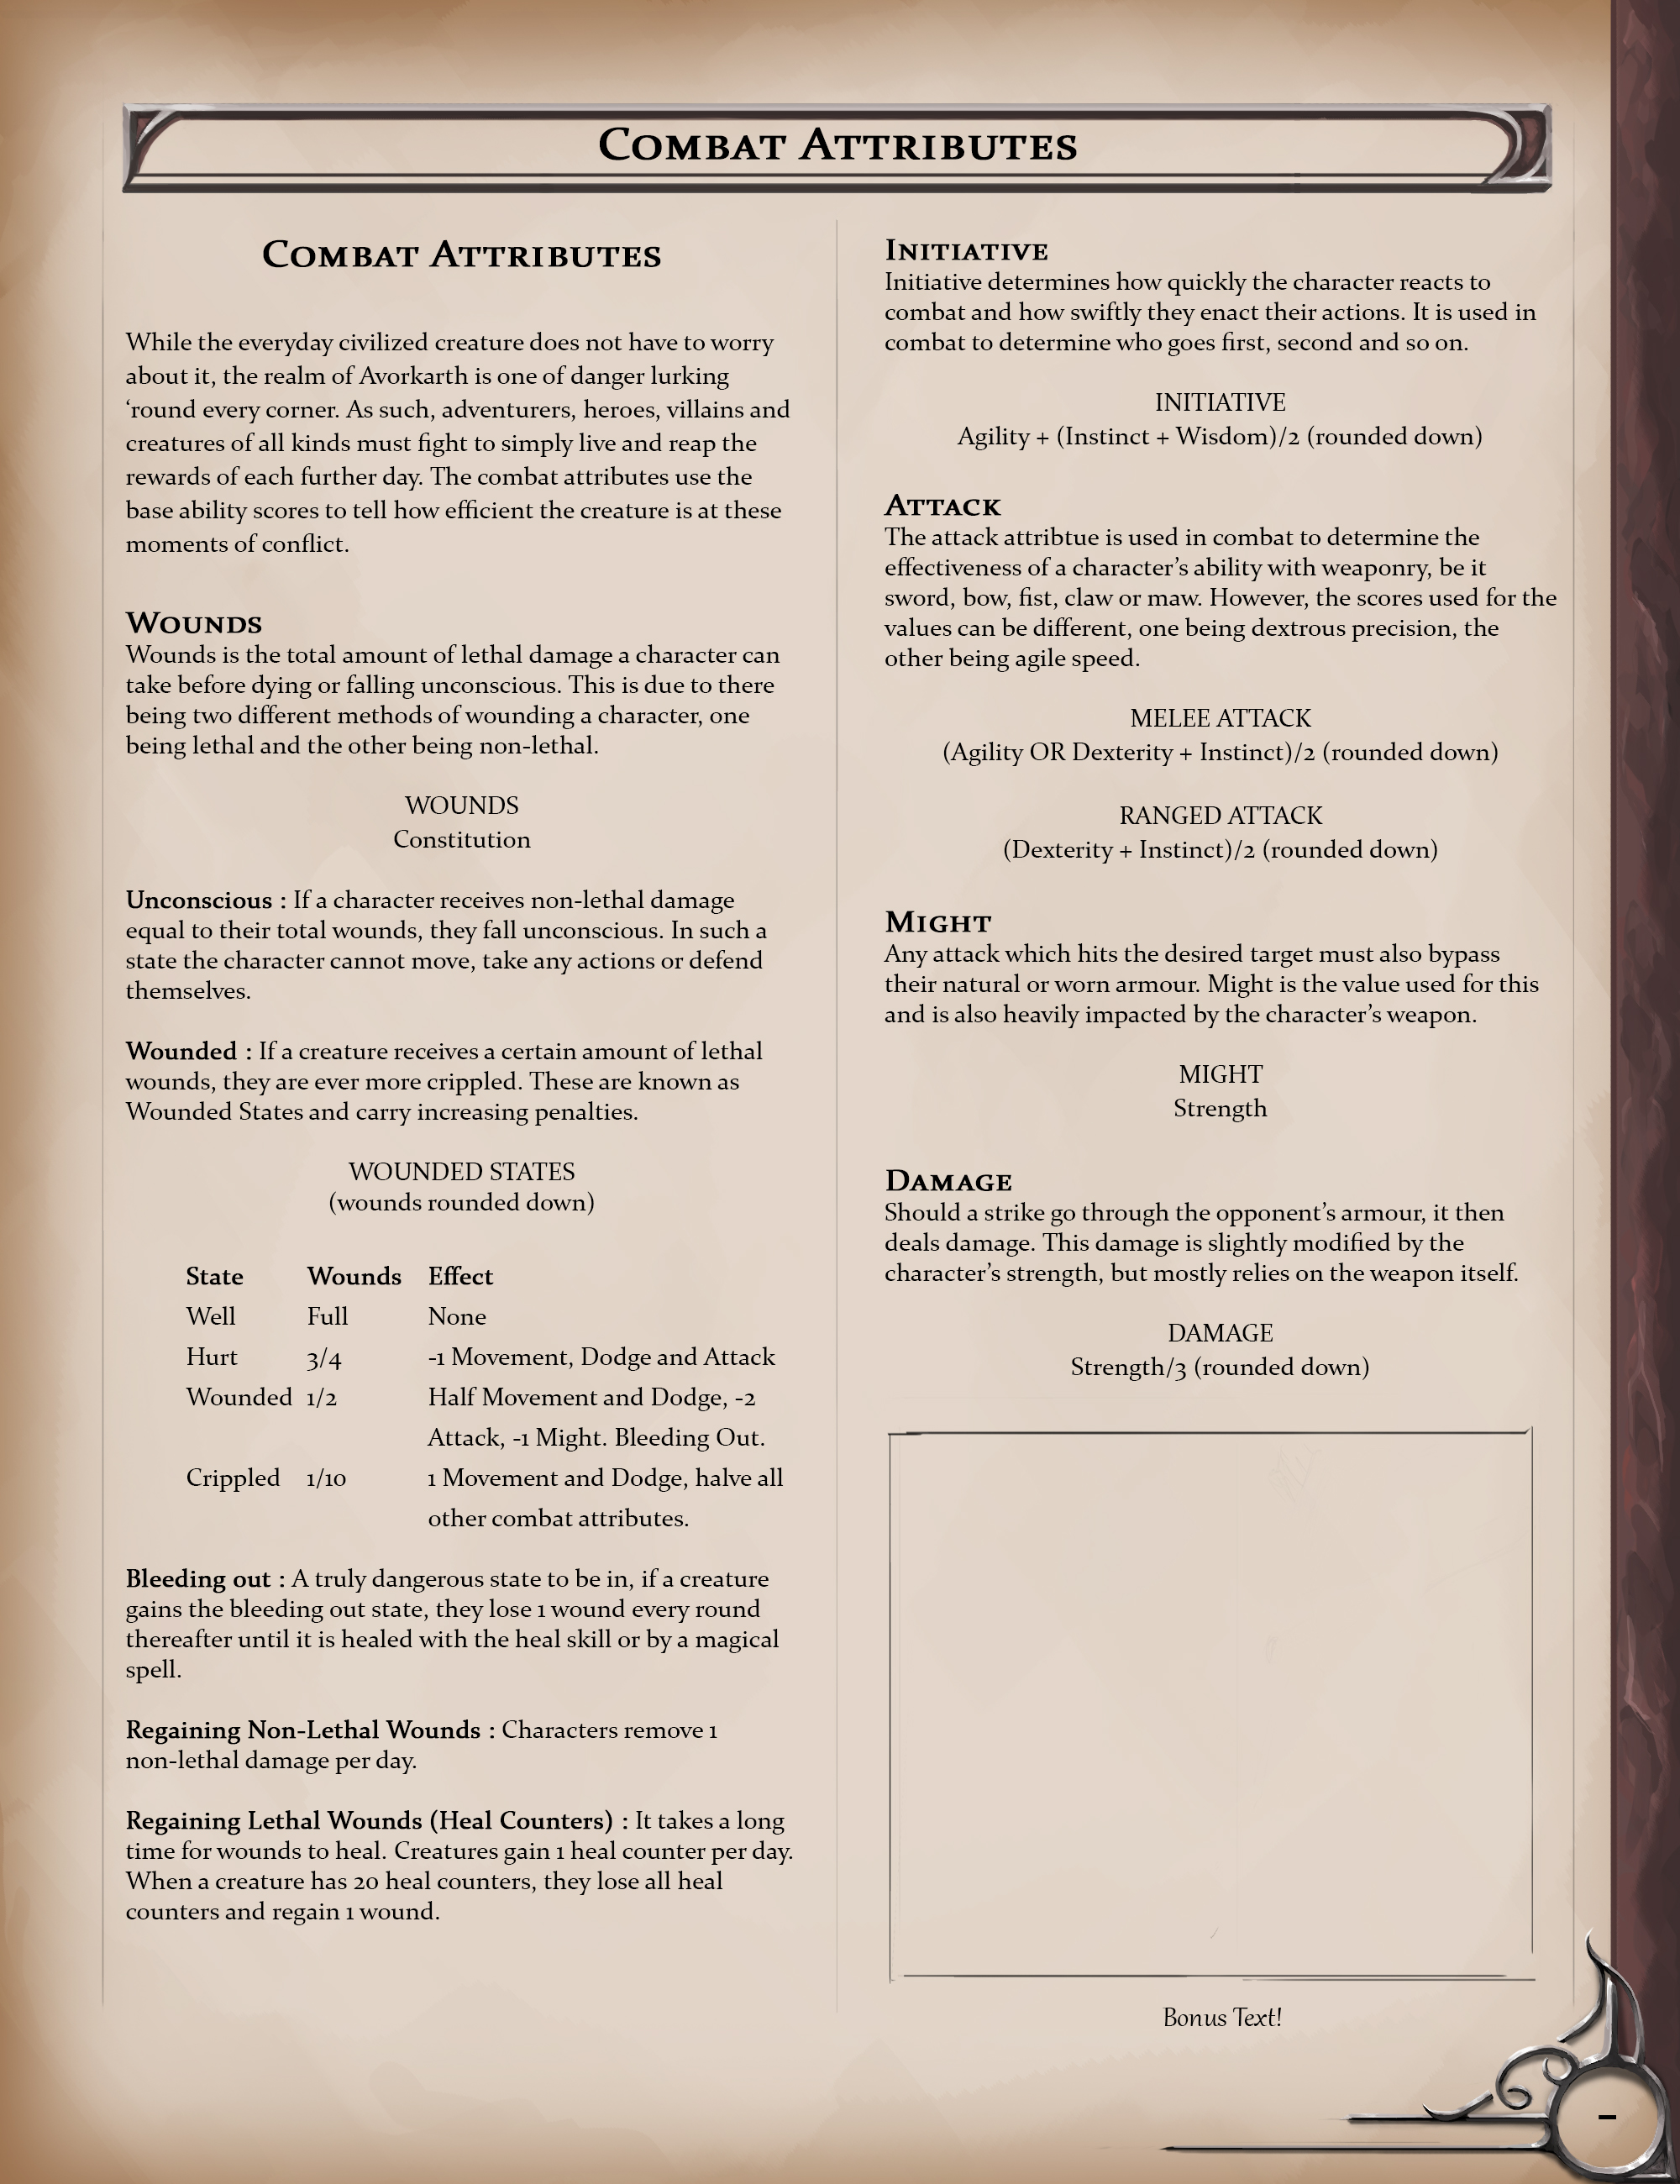 Combat Attributes
Combat Attributes
While the everyday civilized creature does not have to worry
about it, the realm of Avorkarth is one of danger lurking
‘round every corner. As such, adventurers, heroes, villains and
creatures of all kinds must fight to simply live and reap the
rewards of each further day. The combat attributes use the
base ability scores to tell how efficient the creature is at these
moments of conflict.
Wounds
Wounds is the total amount of lethal damage a character can
take before dying or falling unconscious. This is due to there
being two different methods of wounding a character, one
being lethal and the other being non-lethal.
WOUNDS
Constitution
Unconscious : If a character receives non-lethal damage
equal to their total wounds, they fall unconscious. In such a
state the character cannot move, take any actions or defend
themselves.
Wounded : If a creature receives a certain amount of lethal
wounds, they are ever more crippled. These are known as
Wounded States and carry increasing penalties.
WOUNDED STATES
(wounds rounded down)
State Wounds Effect
Well Full None
Hurt 3/4 -1 Movement, Dodge and Attack
Wounded 1/2 Half Movement and Dodge, -2
Attack, -1 Might. Bleeding Out.
Crippled 1/10 1 Movement and Dodge, halve all
other combat attributes.
Bleeding out : A truly dangerous state to be in, if a creature
gains the bleeding out state, they lose 1 wound every round
thereafter until it is healed with the heal skill or by a magical
spell.
Regaining Non-Lethal Wounds : Characters remove 1
non-lethal damage per day.
Regaining Lethal Wounds (Heal Counters) : It takes a long
time for wounds to heal. Creatures gain 1 heal counter per day.
When a creature has 20 heal counters, they lose all heal
counters and regain 1 wound.
Initiative
Initiative determines how quickly the character reacts to
combat and how swiftly they enact their actions. It is used in
combat to determine who goes first, second and so on.
INITIATIVE
Agility + (Instinct + Wisdom)/2 (rounded down)
Attack
The attack attribtue is used in combat to determine the
effectiveness of a character’s ability with weaponry, be it
sword, bow, fist, claw or maw. However, the scores used for the
values can be different, one being dextrous precision, the
other being agile speed.
MELEE ATTACK
(Agility OR Dexterity + Instinct)/2 (rounded down)
RANGED ATTACK
(Dexterity + Instinct)/2 (rounded down)
Might
Any attack which hits the desired target must also bypass
their natural or worn armour. Might is the value used for this
and is also heavily impacted by the character’s weapon.
MIGHT
Strength
Damage
Should a strike go through the opponent’s armour, it then
deals damage. This damage is slightly modified by the
character’s strength, but mostly relies on the weapon itself.
DAMAGE
Strength/3 (rounded down)
Bonus Text!
-